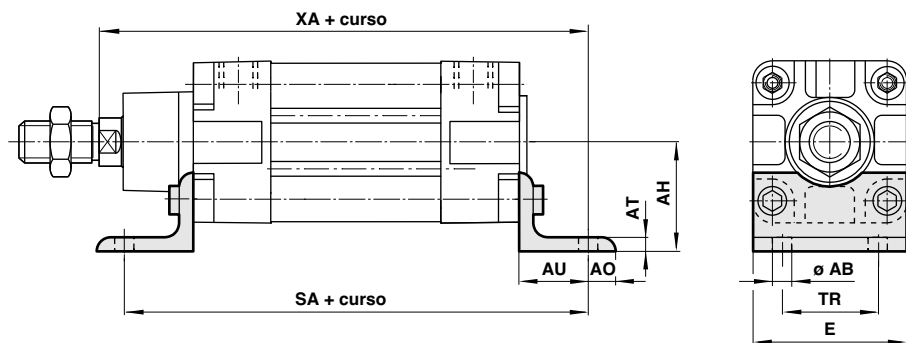 XA + curso
AH
AT
AU
AO
SA + curso
ø AB
TR
E